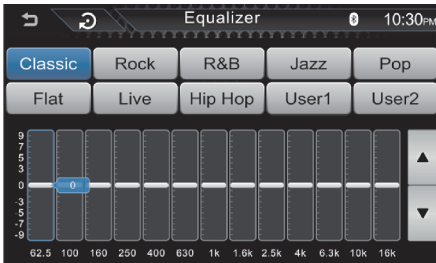 Equalizer 10:30PM
Classic Rock R&B Jazz Pop
Flat Live Hip Hop User1 User2
9
7
5
3
0 0
-3
-5
-7
-9
62.5 100 160 250 400 630 1k 1.6k 2.5k 4k 6.3k 10k 16k